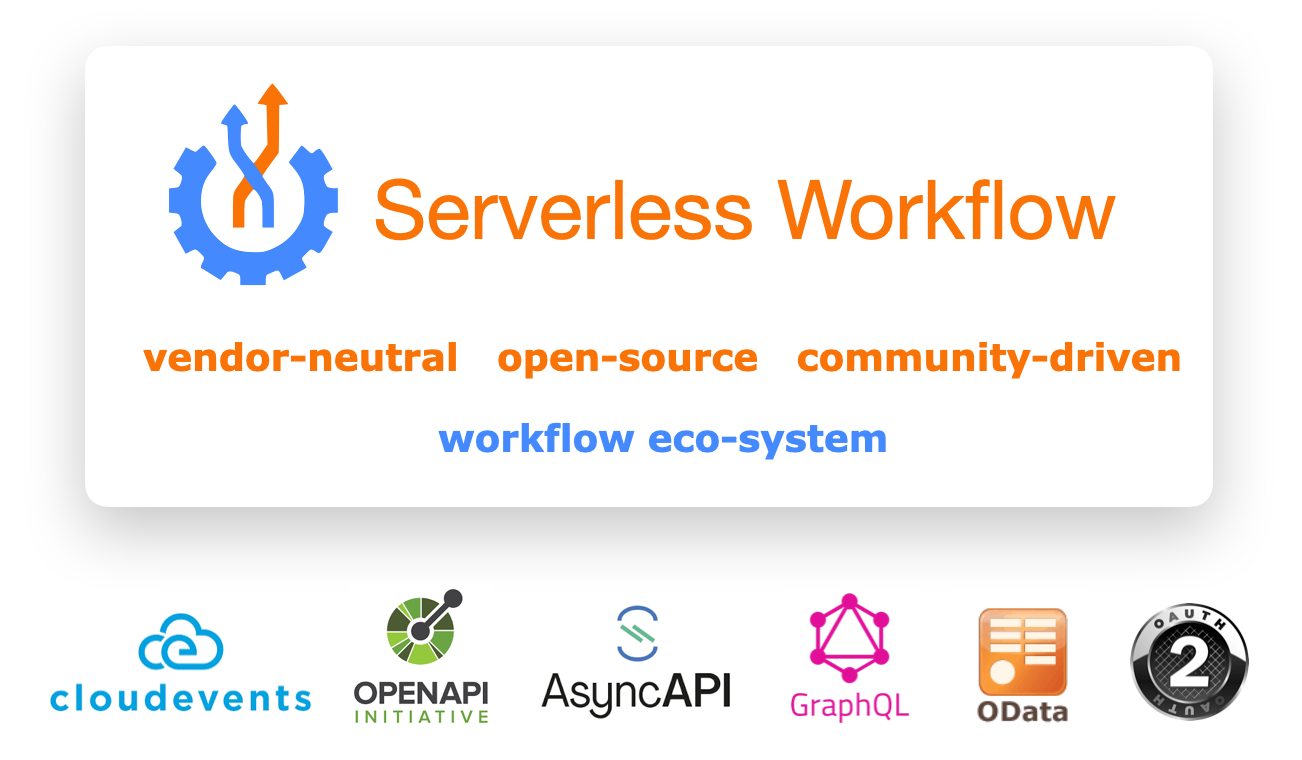 Serverless Workflow
vendor-neutral open-source community-driven
workflow eco-system
cloudevents
OPENAPI
INITIATIVE
AsyncAPI
GraphQL
OData
OAUTH
2
OAUTH